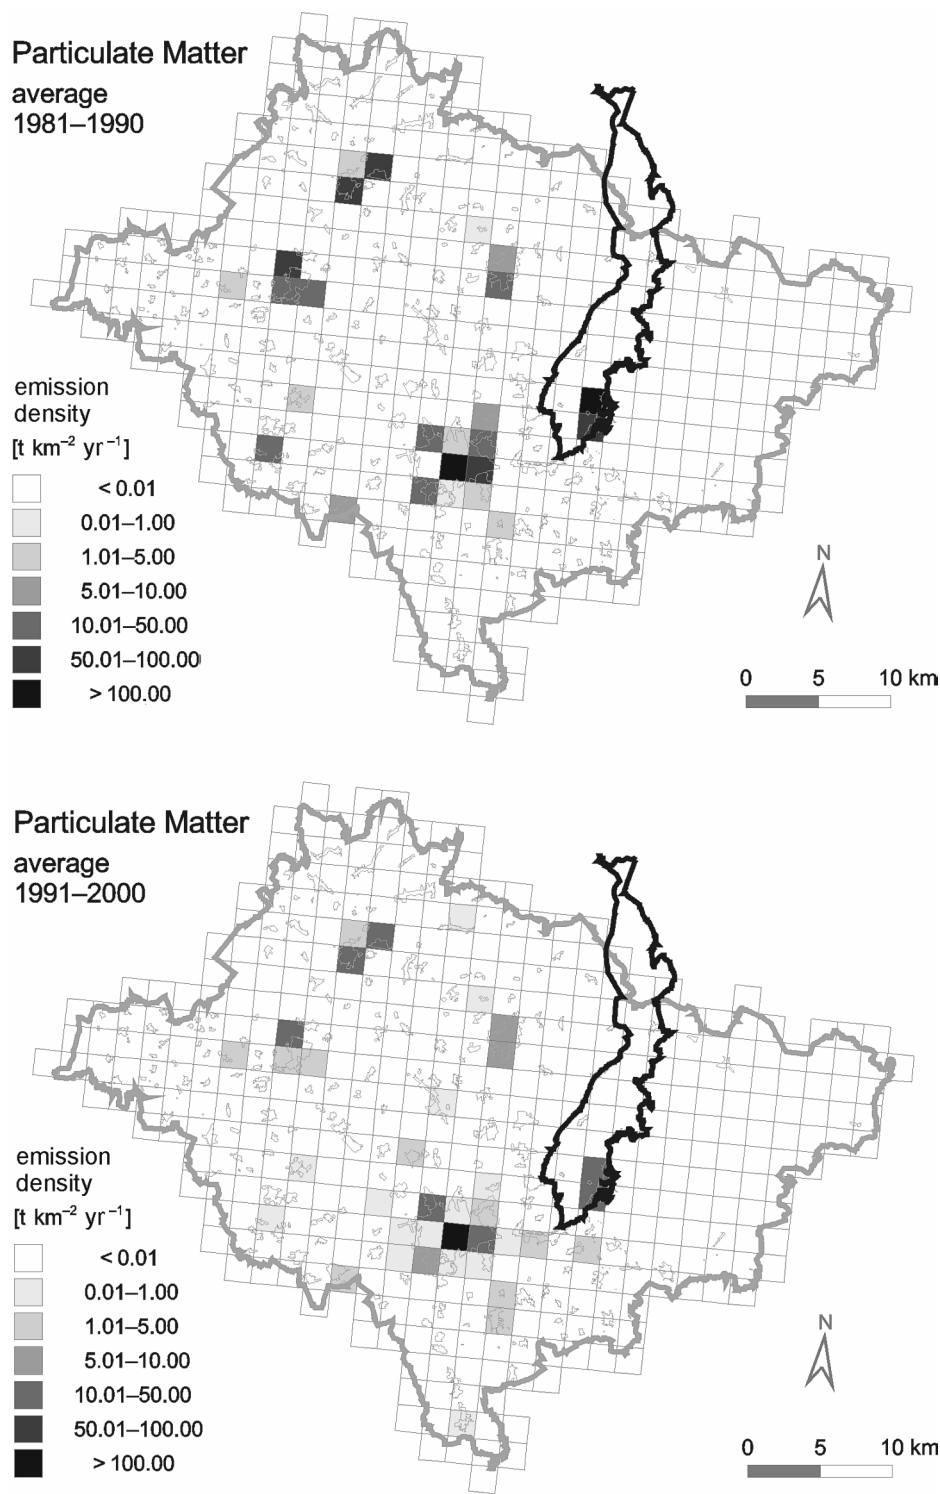 Particulate Matter
average
1981–1990
emission
density
[t km⁻² yr⁻¹]
< 0.01
0.01–1.00
1.01–5.00
5.01–10.00
10.01–50.00
50.01–100.00
> 100.00
N
0 5 10 km
Particulate Matter
average
1991–2000
emission
density
[t km⁻² yr⁻¹]
< 0.01
0.01–1.00
1.01–5.00
5.01–10.00
10.01–50.00
50.01–100.00
> 100.00
N
0 5 10 km